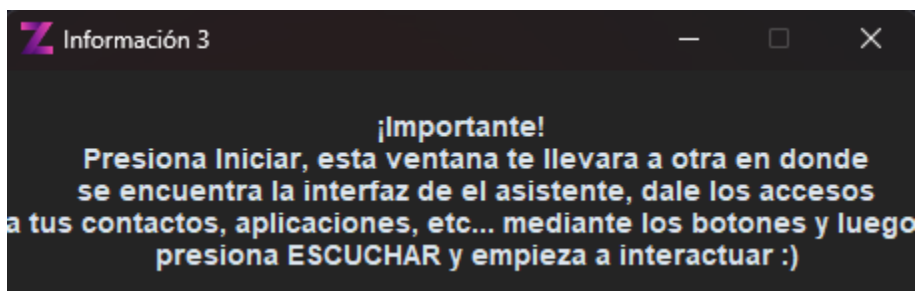 Información 3
¡Importante!
Presiona Iniciar, esta ventana te llevara a otra en donde
se encuentra la interfaz de el asistente, dale los accesos
a tus contactos, aplicaciones, etc... mediante los botones y luego
presiona ESCUCHAR y empieza a interactuar :)